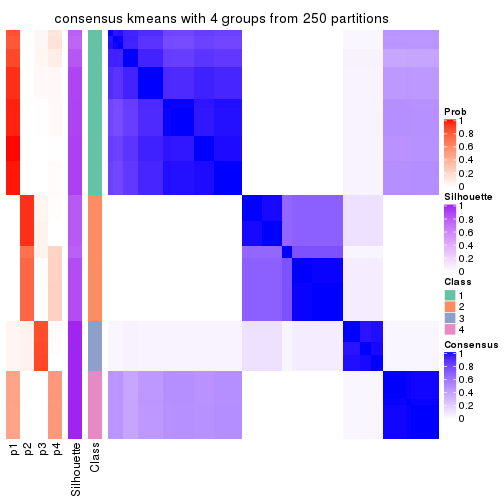 consensus kmeans with 4 groups from 250 partitions
Prob
1
0.8
0.6
0.4
0.2
0
Silhouette
1
0.8
0.6
0.4
0.2
0
Class
1
2
3
4
Consensus
1
0.8
0.6
0.4
0.2
0
p1
p2
p3
p4
Silhouette
Class